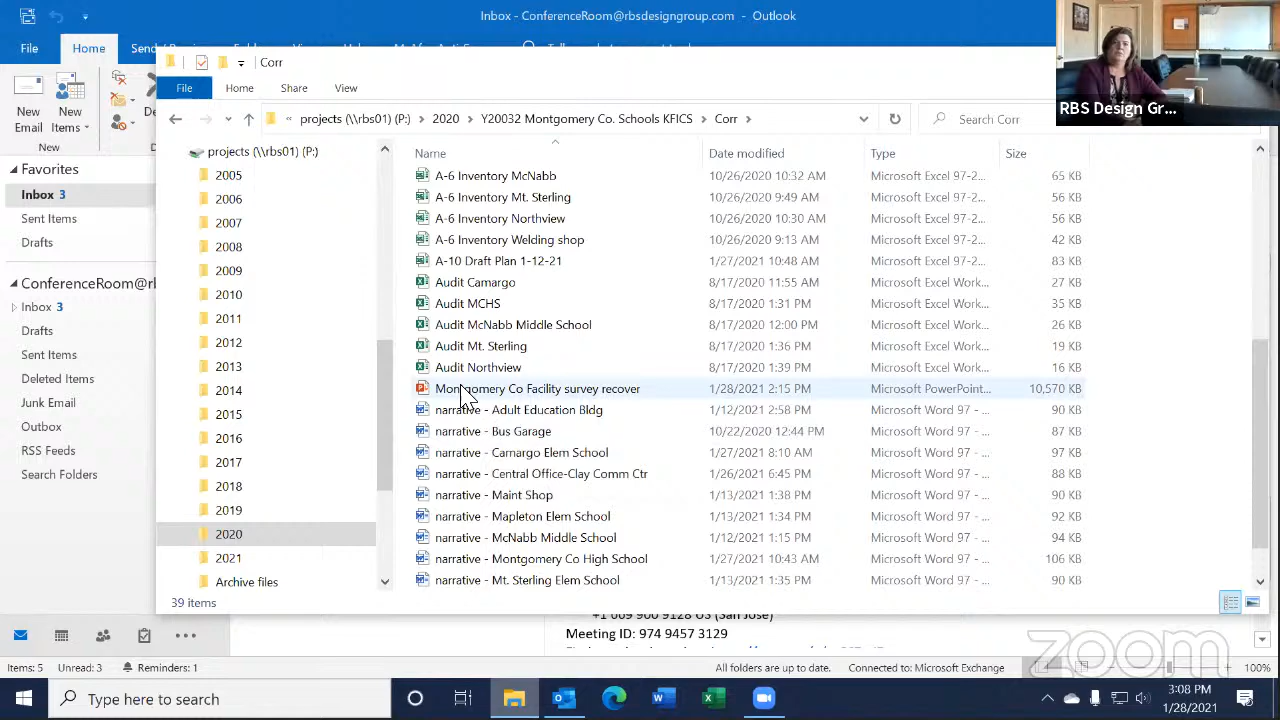 Inbox - ConferenceRoom@rbsdesigngroup.com - Outlook
File Home
Corr
File Home Share View
projects (\\rbs01) (P:) 2020 Y20032 Montgomery Co. Schools KFICS Corr
Search Corr
RBS Design Gr...
New Email
New Items
New
Favorites
Inbox 3
Sent Items
Drafts
ConferenceRoom@rb
Inbox 3
Drafts
Sent Items
Deleted Items
Junk Email
Outbox
RSS Feeds
Search Folders
projects (\\rbs01) (P:)
2005
2006
2007
2008
2009
2010
2011
2012
2013
2014
2015
2016
2017
2018
2019
2020
2021
Archive files
Name Date modified Type Size
A-6 Inventory McNabb 10/26/2020 10:32 AM Microsoft Excel 97-2... 65 KB
A-6 Inventory Mt. Sterling 10/26/2020 9:49 AM Microsoft Excel 97-2... 56 KB
A-6 Inventory Northview 10/26/2020 10:30 AM Microsoft Excel 97-2... 56 KB
A-6 Inventory Welding shop 10/26/2020 9:13 AM Microsoft Excel 97-2... 42 KB
A-10 Draft Plan 1-12-21 1/27/2021 10:48 AM Microsoft Excel 97-2... 83 KB
Audit Camargo 8/17/2020 11:55 AM Microsoft Excel Work... 27 KB
Audit MCHS 8/17/2020 1:31 PM Microsoft Excel Work... 35 KB
Audit McNabb Middle School 8/17/2020 12:00 PM Microsoft Excel Work... 26 KB
Audit Mt. Sterling 8/17/2020 1:36 PM Microsoft Excel Work... 19 KB
Audit Northview 8/17/2020 1:39 PM Microsoft Excel Work... 16 KB
Montgomery Co Facility survey recover 1/28/2021 2:15 PM Microsoft PowerPoint... 10,570 KB
narrative - Adult Education Bldg 1/12/2021 2:58 PM Microsoft Word 97 - ... 90 KB
narrative - Bus Garage 10/22/2020 12:44 PM Microsoft Word 97 - ... 87 KB
narrative - Camargo Elem School 1/27/2021 8:10 AM Microsoft Word 97 - ... 97 KB
narrative - Central Office-Clay Comm Ctr 1/26/2021 6:45 PM Microsoft Word 97 - ... 88 KB
narrative - Maint Shop 1/13/2021 1:38 PM Microsoft Word 97 - ... 90 KB
narrative - Mapleton Elem School 1/13/2021 1:34 PM Microsoft Word 97 - ... 92 KB
narrative - McNabb Middle School 1/12/2021 1:15 PM Microsoft Word 97 - ... 94 KB
narrative - Montgomery Co High School 1/27/2021 10:43 AM Microsoft Word 97 - ... 106 KB
narrative - Mt. Sterling Elem School 1/13/2021 1:35 PM Microsoft Word 97 - ... 90 KB
39 items
+1 669 900 9128 US (San Jose)
Meeting ID: 974 9457 3129
zoom
Items: 5 Unread: 3 Reminders: 1 All folders are up to date. Connected to: Microsoft Exchange 100%
Type here to search
3:08 PM
1/28/2021